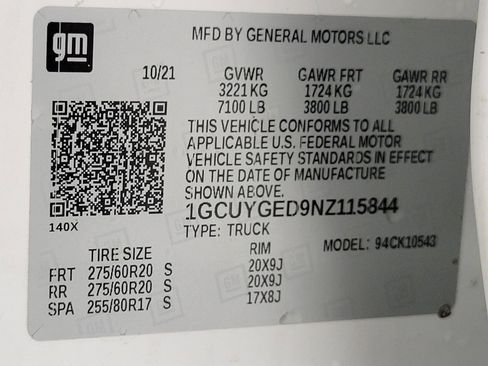 gm
MFD BY GENERAL MOTORS LLC
10/21 GVWR GAWR FRT GAWR RR
3221 KG 1724 KG 1724 KG
7100 LB 3800 LB 3800 LB
THIS VEHICLE CONFORMS TO ALL
APPLICABLE U.S. FEDERAL MOTOR
VEHICLE SAFETY STANDARDS IN EFFECT
ON THE DATE OF MANUFACTURE
SHOWN ABOVE.
140X
1GCUYGED9NZ115844
TYPE: TRUCK MODEL: 94CK10543
TIRE SIZE RIM
FRT 275/60R20 S 20X9J
RR 275/60R20 S 20X9J
SPA 255/80R17 S 17X8J